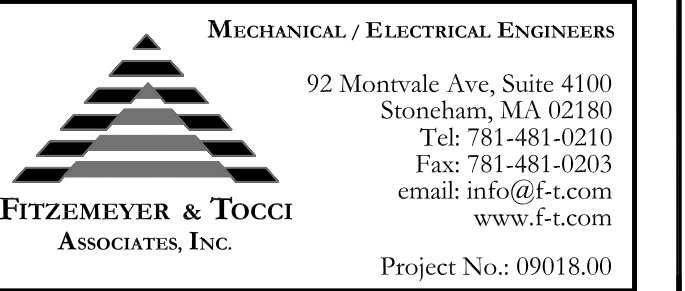 MECHANICAL / ELECTRICAL ENGINEERS
92 Montvale Ave, Suite 4100
Stoneham, MA 02180
Tel: 781-481-0210
Fax: 781-481-0203
email: info@f-t.com
www.f-t.com
FITZEMEYER & TOCCI
ASSOCIATES, INC.
Project No.: 09018.00